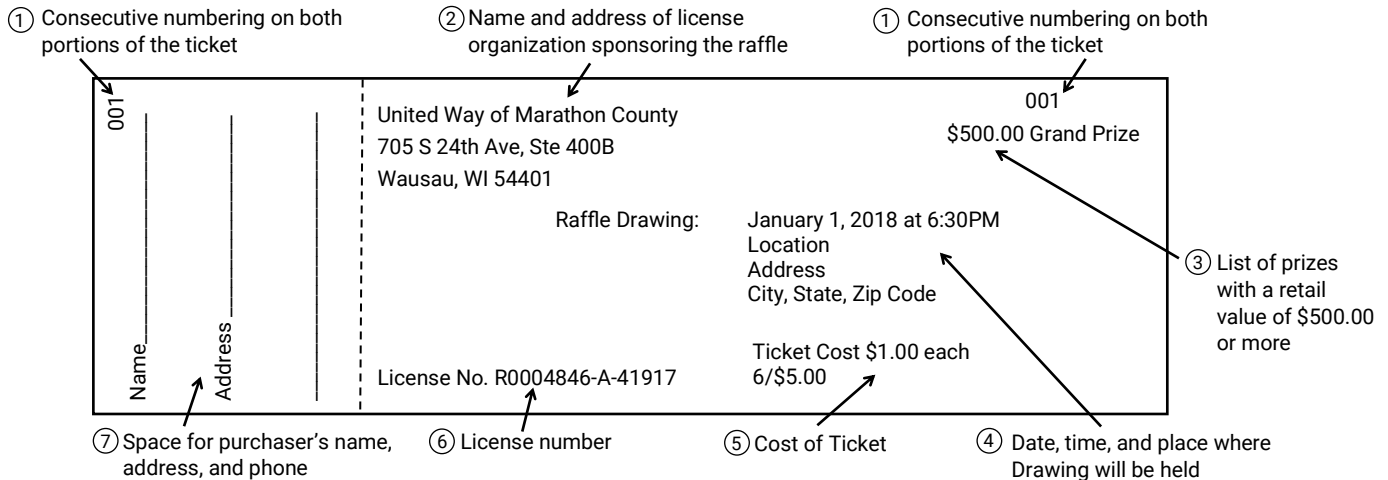 ① Consecutive numbering on both
portions of the ticket
② Name and address of license
organization sponsoring the raffle
① Consecutive numbering on both
portions of the ticket
001
Name
Address
United Way of Marathon County
705 S 24th Ave, Ste 400B
Wausau, WI 54401
001
$500.00 Grand Prize
Raffle Drawing:
January 1, 2018 at 6:30PM
Location
Address
City, State, Zip Code
Ticket Cost $1.00 each
6/$5.00
License No. R0004846-A-41917
③ List of prizes
with a retail
value of $500.00
or more
⑦ Space for purchaser’s name,
address, and phone
⑥ License number
⑤ Cost of Ticket
④ Date, time, and place where
Drawing will be held